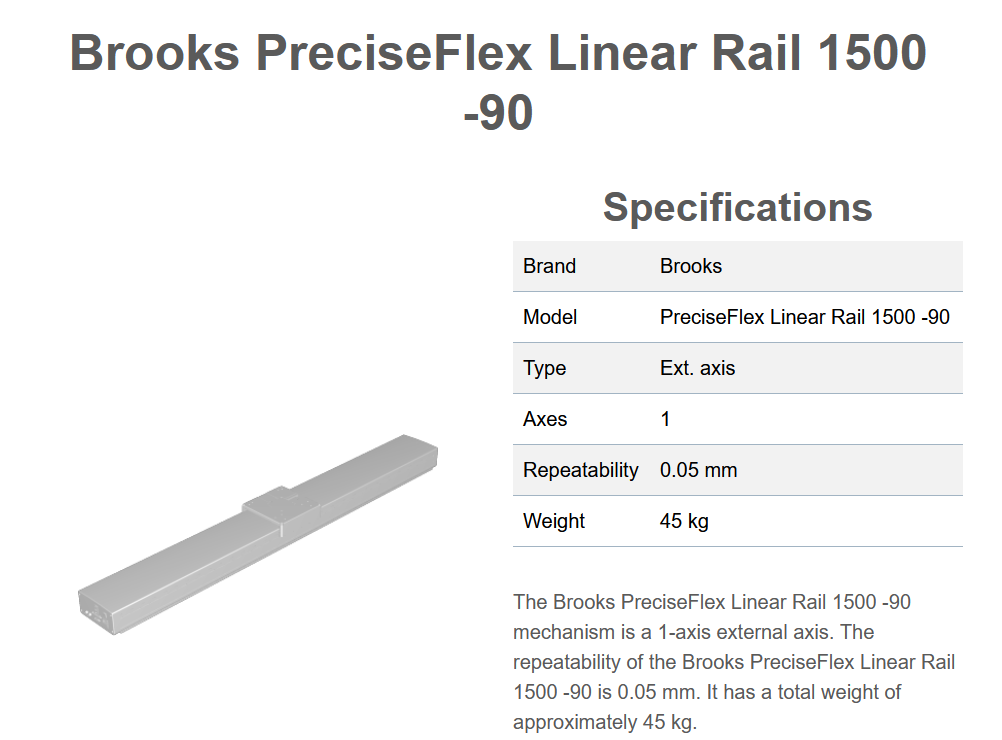 Brooks PreciseFlex Linear Rail 1500
-90
Specifications
Brand Brooks
Model PreciseFlex Linear Rail 1500 -90
Type Ext. axis
Axes 1
Repeatability 0.05 mm
Weight 45 kg
The Brooks PreciseFlex Linear Rail 1500 -90
mechanism is a 1-axis external axis. The
repeatability of the Brooks PreciseFlex Linear Rail
1500 -90 is 0.05 mm. It has a total weight of
approximately 45 kg.